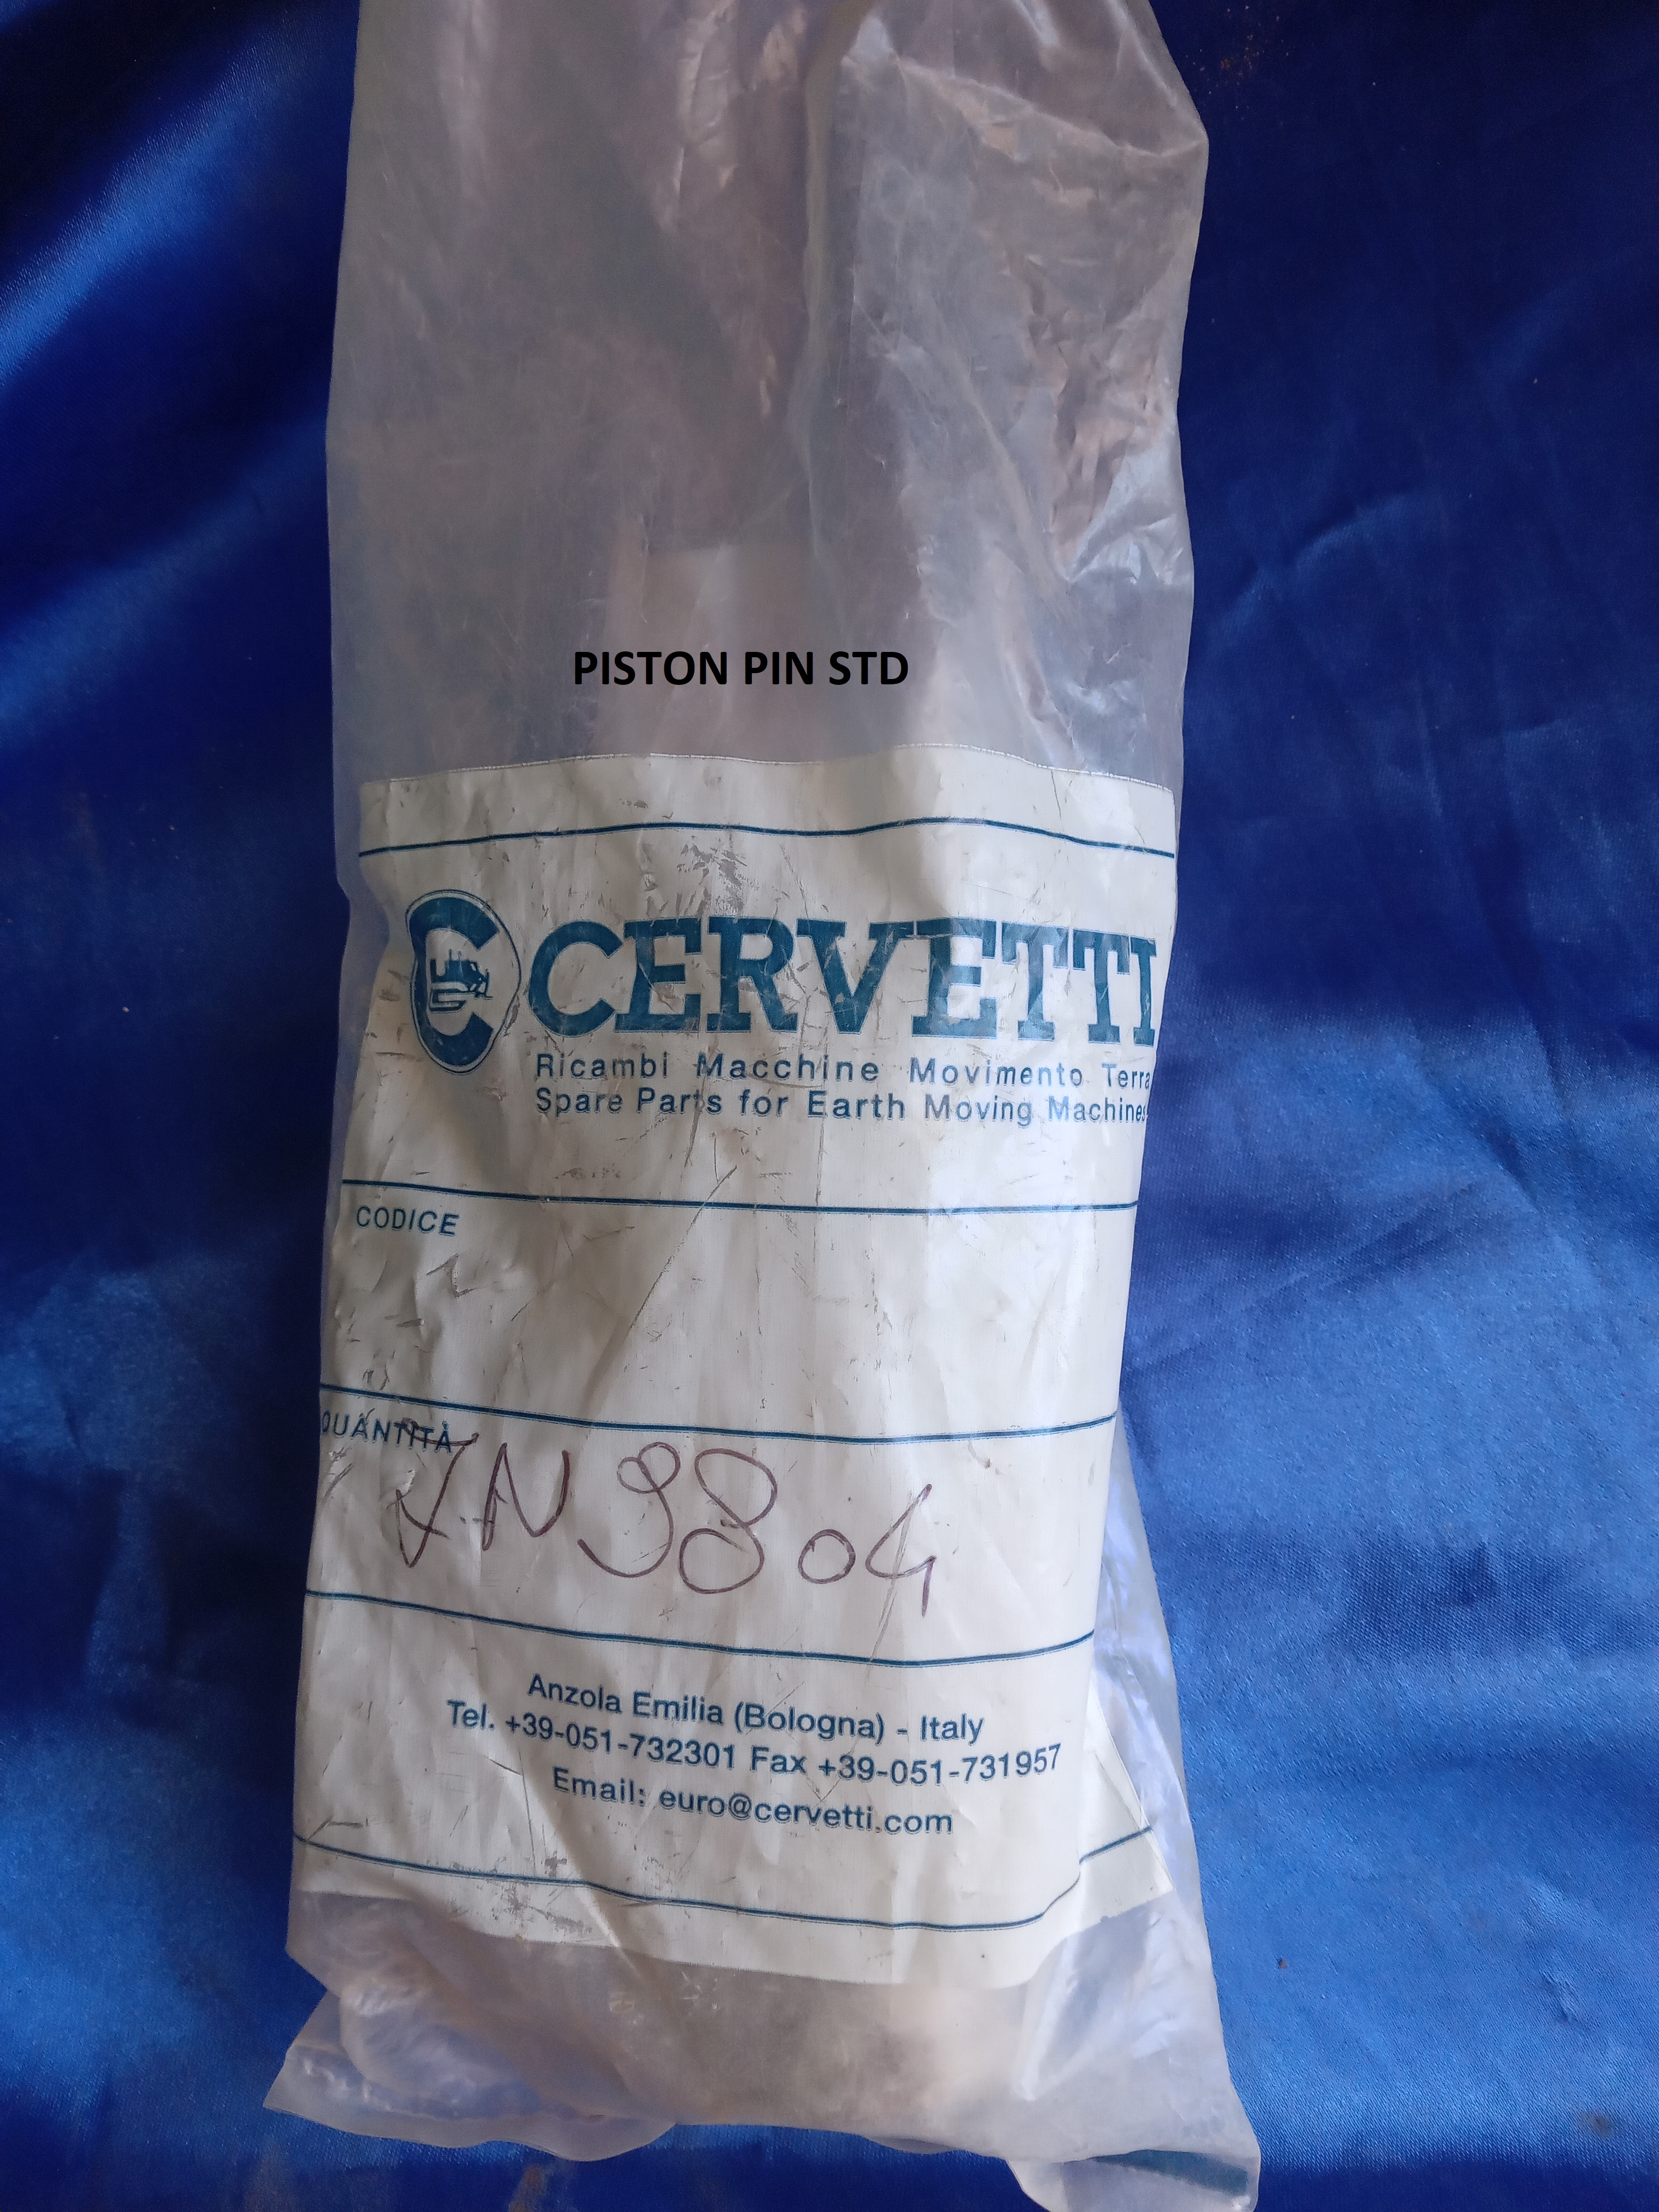 PISTON PIN STD
CERVETTI
Ricambi Macchine Movimento Terra
Spare Parts for Earth Moving Machines
CODICE
QUANTITÀ
7N9804
Anzola Emilia (Bologna) - Italy
Tel. +39-051-732301 Fax +39-051-731957
Email: euro@cervetti.com